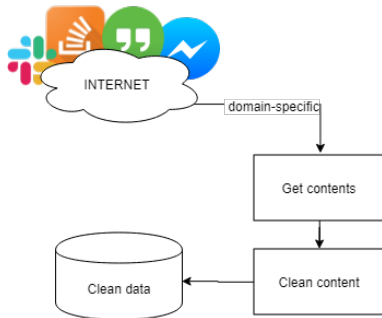 INTERNET
domain-specific
Get contents
Clean data
Clean content